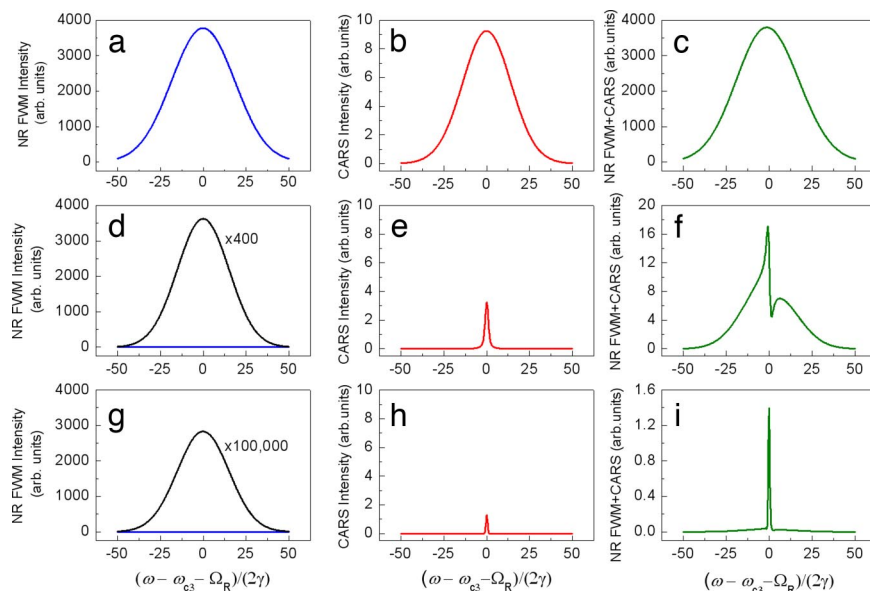 a
NR FWM Intensity
(arb. units)
4000
3000
2000
1000
0
-50 -25 0 25 50
b
CARS Intensity (arb.units)
10
8
6
4
2
0
-50 -25 0 25 50
c
NR FWM+CARS (arb. units)
4000
3000
2000
1000
0
-50 -25 0 25 50
d
x400
NR FWM Intensity
(arb. units)
4000
3000
2000
1000
0
-50 -25 0 25 50
e
CARS Intensity (arb.units)
10
8
6
4
2
0
-50 -25 0 25 50
f
NR FWM+CARS (arb. units)
20
16
12
8
4
0
-50 -25 0 25 50
g
x100,000
NR FWM Intensity
(arb. units)
4000
3000
2000
1000
0
-50 -25 0 25 50
(ω − ω_c3 − Ω_R)/(2γ)
h
CARS Intensity (arb.units)
10
8
6
4
2
0
-50 -25 0 25 50
(ω − ω_c3 − Ω_R)/(2γ)
i
NR FWM+CARS (arb.units)
1.6
1.2
0.8
0.4
0.0
-50 -25 0 25 50
(ω − ω_c3 − Ω_R)/(2γ)